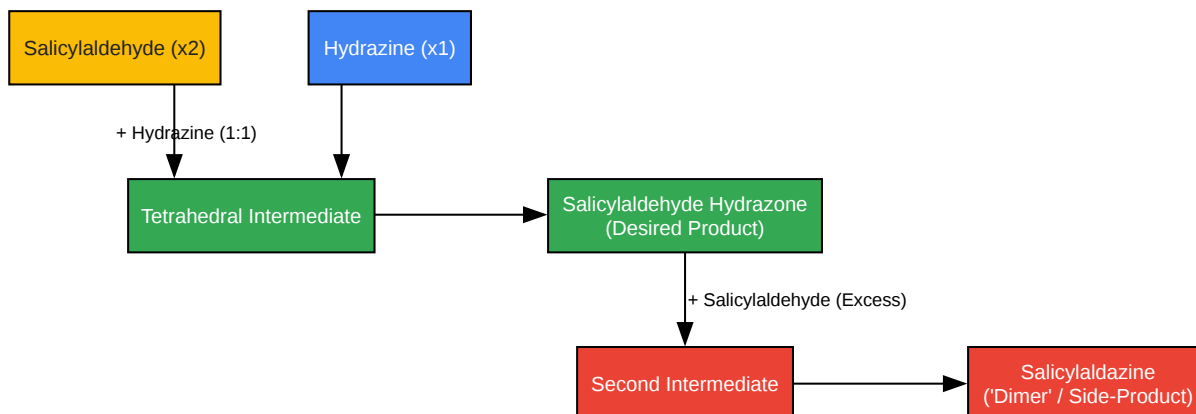 Salicylaldehyde (x2)
Hydrazine (x1)
+ Hydrazine (1:1)
Tetrahedral Intermediate
Salicylaldehyde Hydrazone
(Desired Product)
+ Salicylaldehyde (Excess)
Second Intermediate
Salicylaldazine
('Dimer' / Side-Product)